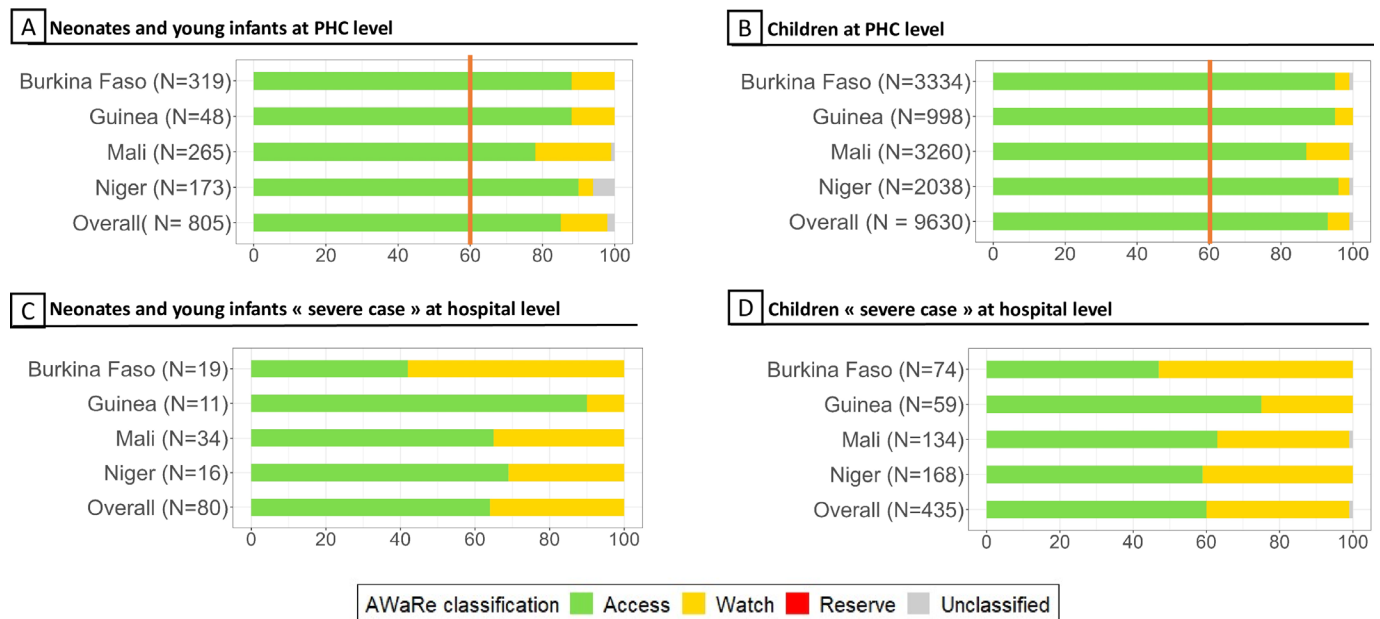 A Neonates and young infants at PHC level
Burkina Faso (N=319)
Guinea (N=48)
Mali (N=265)
Niger (N=173)
Overall( N= 805)
0 20 40 60 80 100
B Children at PHC level
Burkina Faso (N=3334)
Guinea (N=998)
Mali (N=3260)
Niger (N=2038)
Overall (N = 9630)
0 20 40 60 80 100
C Neonates and young infants « severe case » at hospital level
Burkina Faso (N=19)
Guinea (N=11)
Mali (N=34)
Niger (N=16)
Overall (N=80)
0 20 40 60 80 100
D Children « severe case » at hospital level
Burkina Faso (N=74)
Guinea (N=59)
Mali (N=134)
Niger (N=168)
Overall (N=435)
0 20 40 60 80 100
AWaRe classification Access Watch Reserve Unclassified